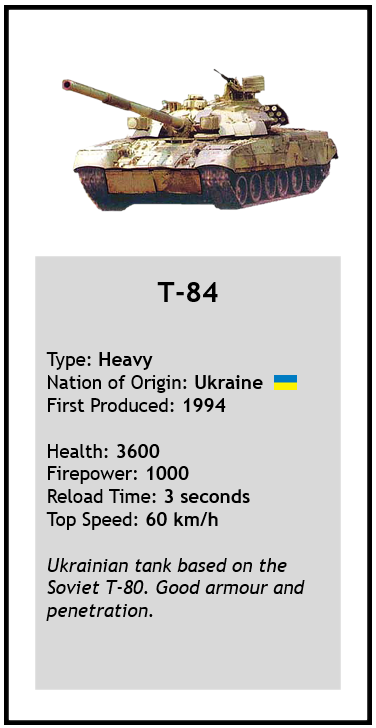 T-84
Type: Heavy
Nation of Origin: Ukraine
First Produced: 1994
Health: 3600
Firepower: 1000
Reload Time: 3 seconds
Top Speed: 60 km/h
Ukrainian tank based on the
Soviet T-80. Good armour and
penetration.